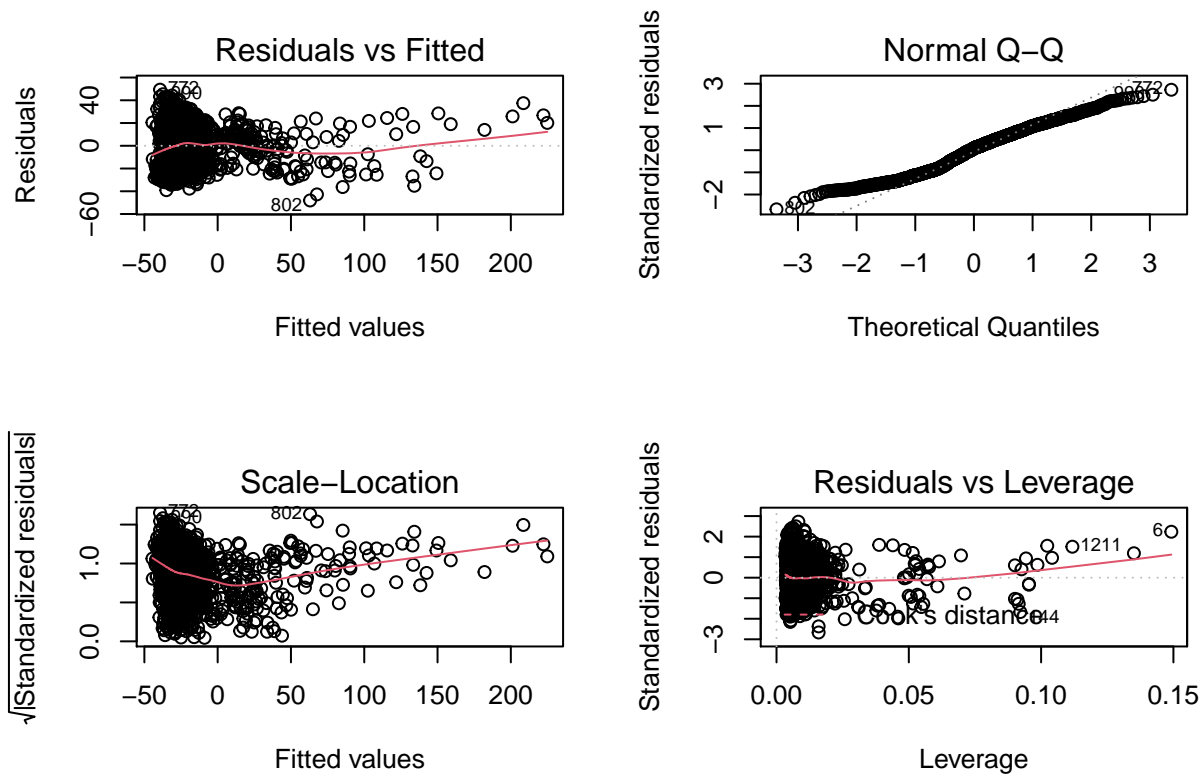 Residuals vs Fitted
Residuals
40
0
−60
772
802
−50 0 50 100 150 200
Fitted values
Normal Q−Q
Standardized residuals
3
1
−2
772
802
−3 −2 −1 0 1 2 3
Theoretical Quantiles
Scale−Location
√|Standardized residuals|
1.0
0.0
772
802
−50 0 50 100 150 200
Fitted values
Residuals vs Leverage
Standardized residuals
2
0
−3
6
1211
Cook's distance
0.00 0.05 0.10 0.15
Leverage